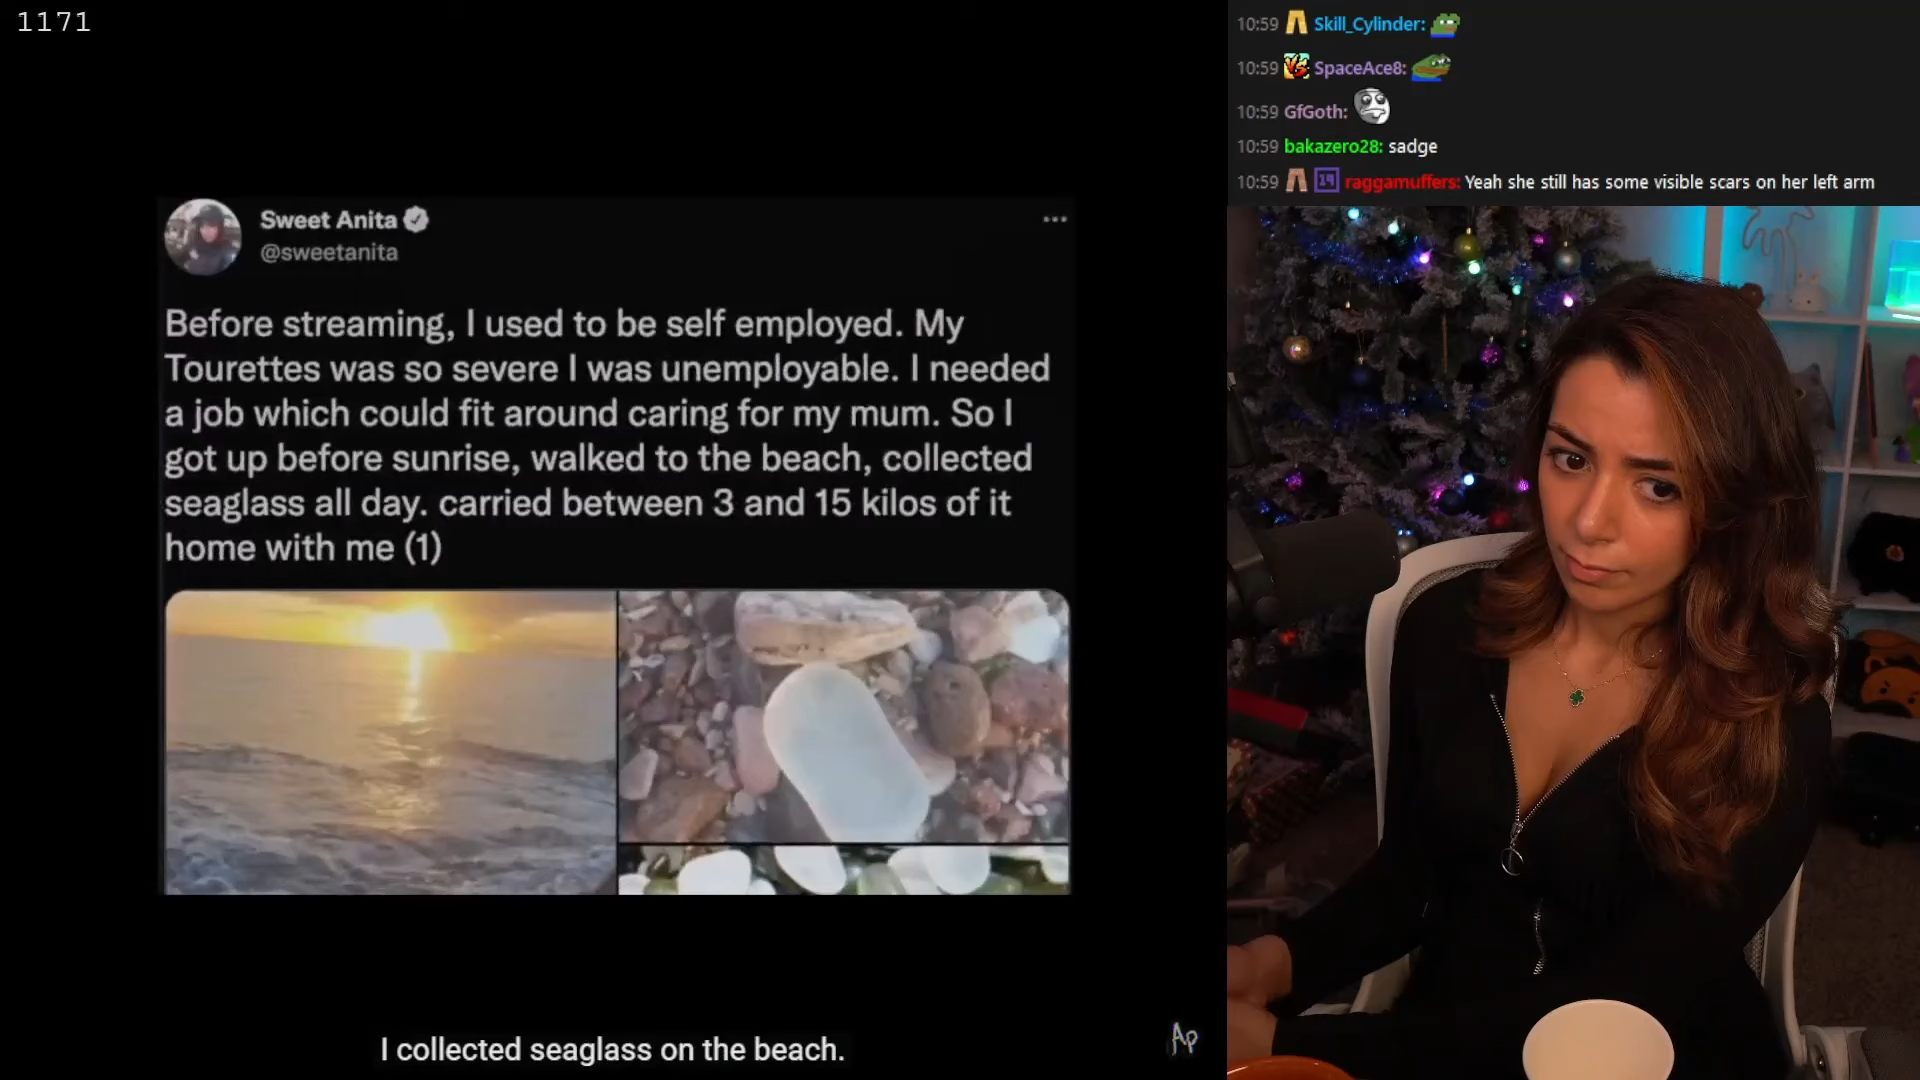 1171
Sweet Anita
@sweetanita
Before streaming, I used to be self employed. My
Tourettes was so severe I was unemployable. I needed
a job which could fit around caring for my mum. So I
got up before sunrise, walked to the beach, collected
seaglass all day. carried between 3 and 15 kilos of it
home with me (1)
I collected seaglass on the beach.
Ap
10:59 Skill_Cylinder:
10:59 VS SpaceAce8:
10:59 GfGoth:
10:59 bakazero28: sadge
10:59 19 raggamuffers: Yeah she still has some visible scars on her left arm